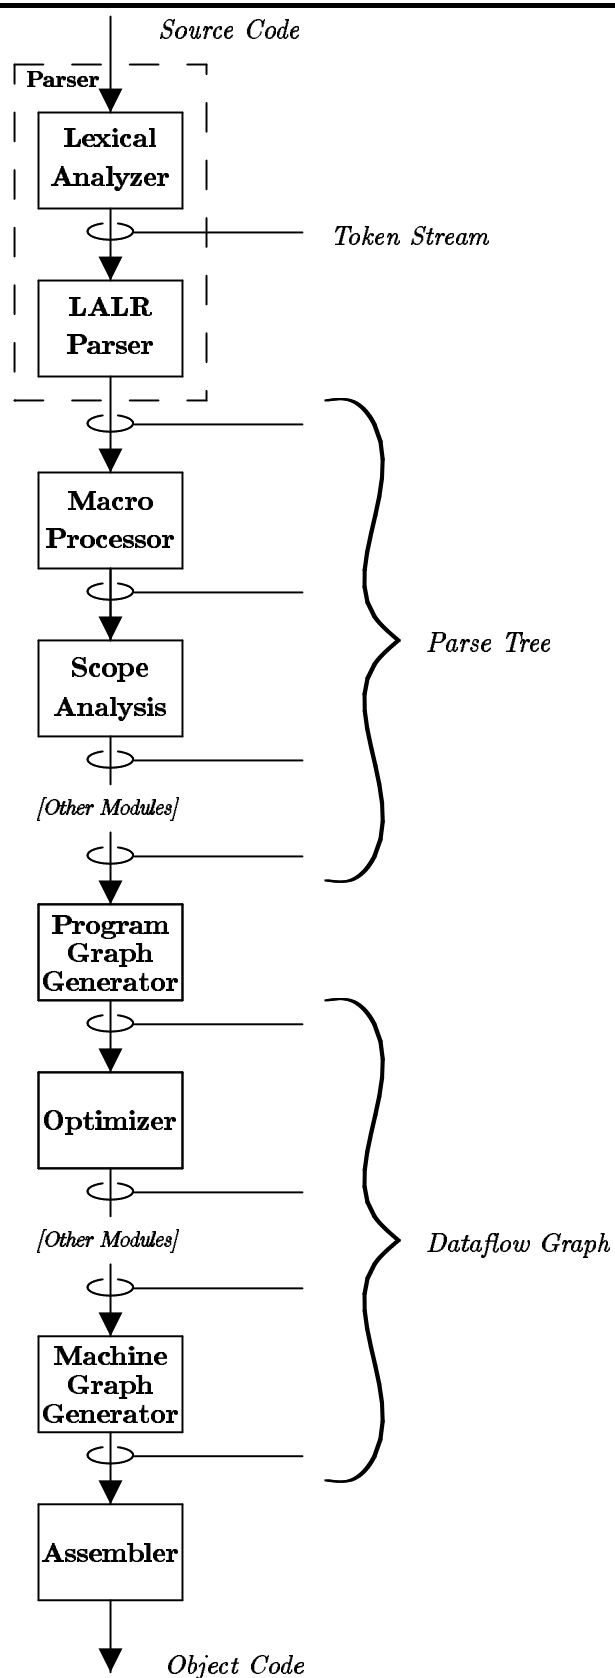 Source Code
Parser
Lexical
Analyzer
Token Stream
LALR
Parser
Macro
Processor
Scope
Analysis
Parse Tree
[Other Modules]
Program
Graph
Generator
Optimizer
[Other Modules]
Dataflow Graph
Machine
Graph
Generator
Assembler
Object Code